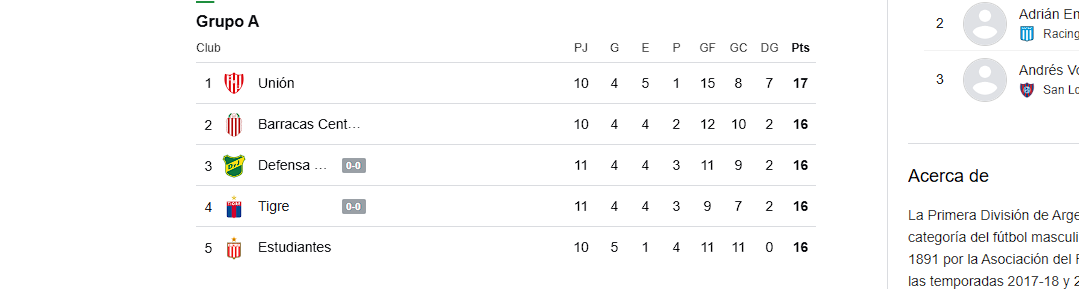 Grupo A
Club PJ G E P GF GC DG Pts
1 Unión 10 4 5 1 15 8 7 17
2 Barracas Cent... 10 4 4 2 12 10 2 16
3 Defensa ... 0-0 11 4 4 3 11 9 2 16
4 Tigre 0-0 11 4 4 3 9 7 2 16
5 Estudiantes 10 5 1 4 11 11 0 16
2 Adrián En
Racing
3 Andrés Vo
San Lo
Acerca de
La Primera División de Arge
categoría del fútbol masculi
1891 por la Asociación del F
las temporadas 2017-18 y 2